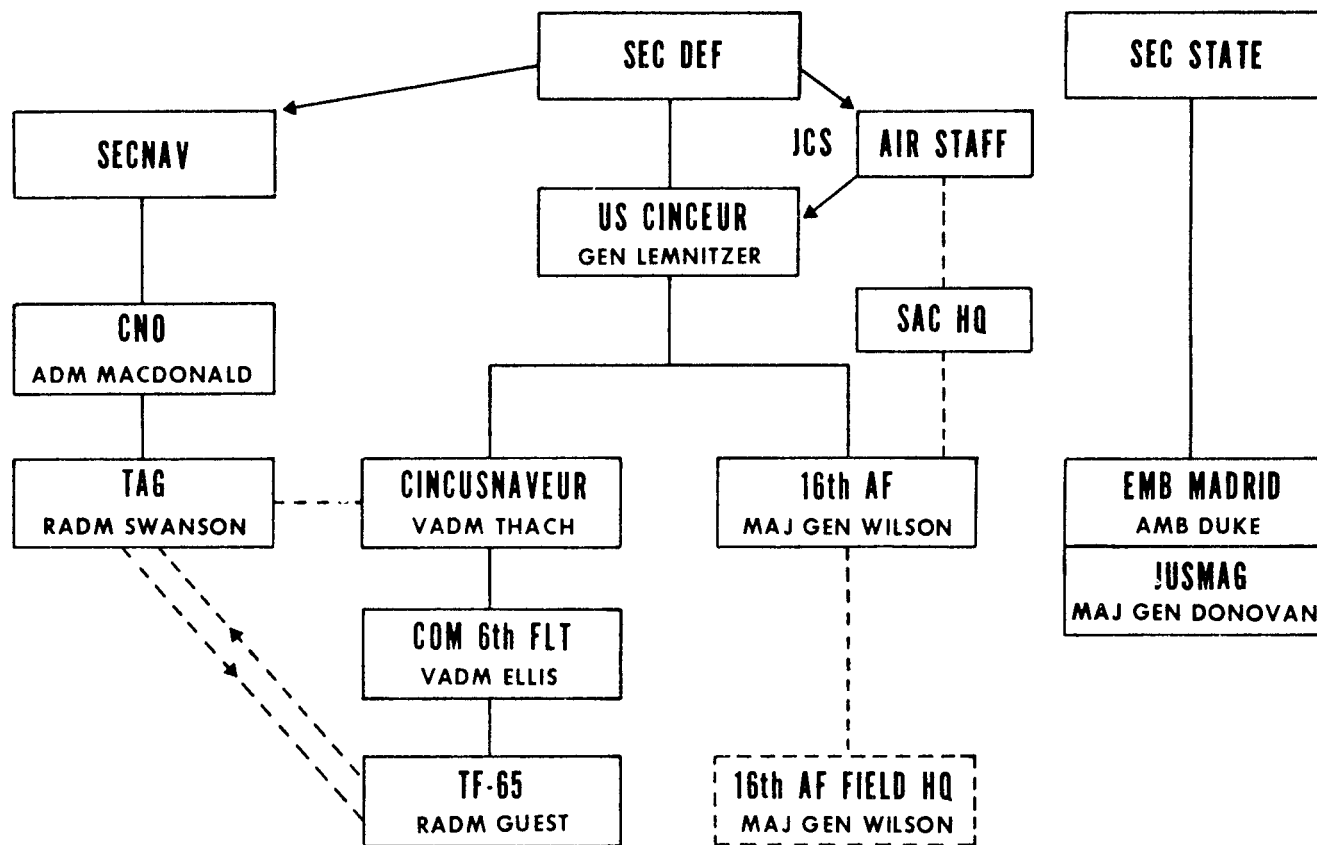 SEC DEF
SEC STATE
SECNAV
JCS
AIR STAFF
US CINCEUR
GEN LEMNITZER
CNO
ADM MACDONALD
SAC HQ
TAG
RADM SWANSON
CINCUSNAVEUR
VADM THACH
16th AF
MAJ GEN WILSON
EMB MADRID
AMB DUKE
JUSMAG
MAJ GEN DONOVAN
COM 6th FLT
VADM ELLIS
TF-65
RADM GUEST
16th AF FIELD HQ
MAJ GEN WILSON